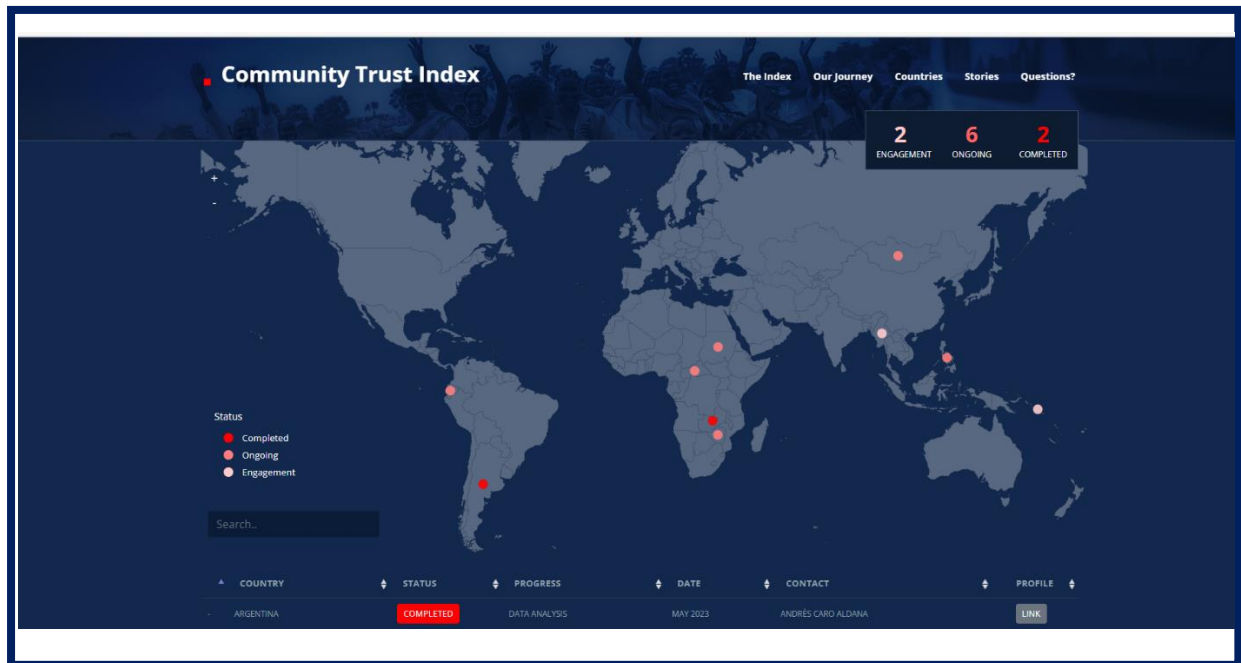 Community Trust Index
The Index Our Journey Countries Stories Questions?
2 6 2
ENGAGEMENT ONGOING COMPLETED
+
-
Status
Completed
Ongoing
Engagement
Search..
COUNTRY STATUS PROGRESS DATE CONTACT PROFILE
- ARGENTINA COMPLETED DATA ANALYSIS MAY 2023 ANDRÉS CARO ALDANA LINK